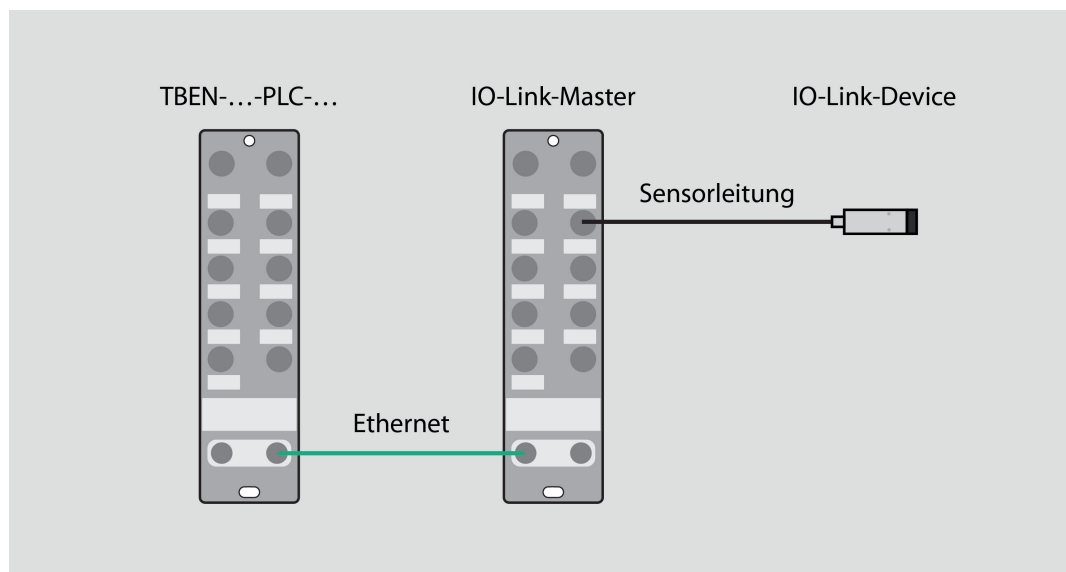 TBEN-…-PLC-…
IO-Link-Master
IO-Link-Device
Sensorleitung
Ethernet